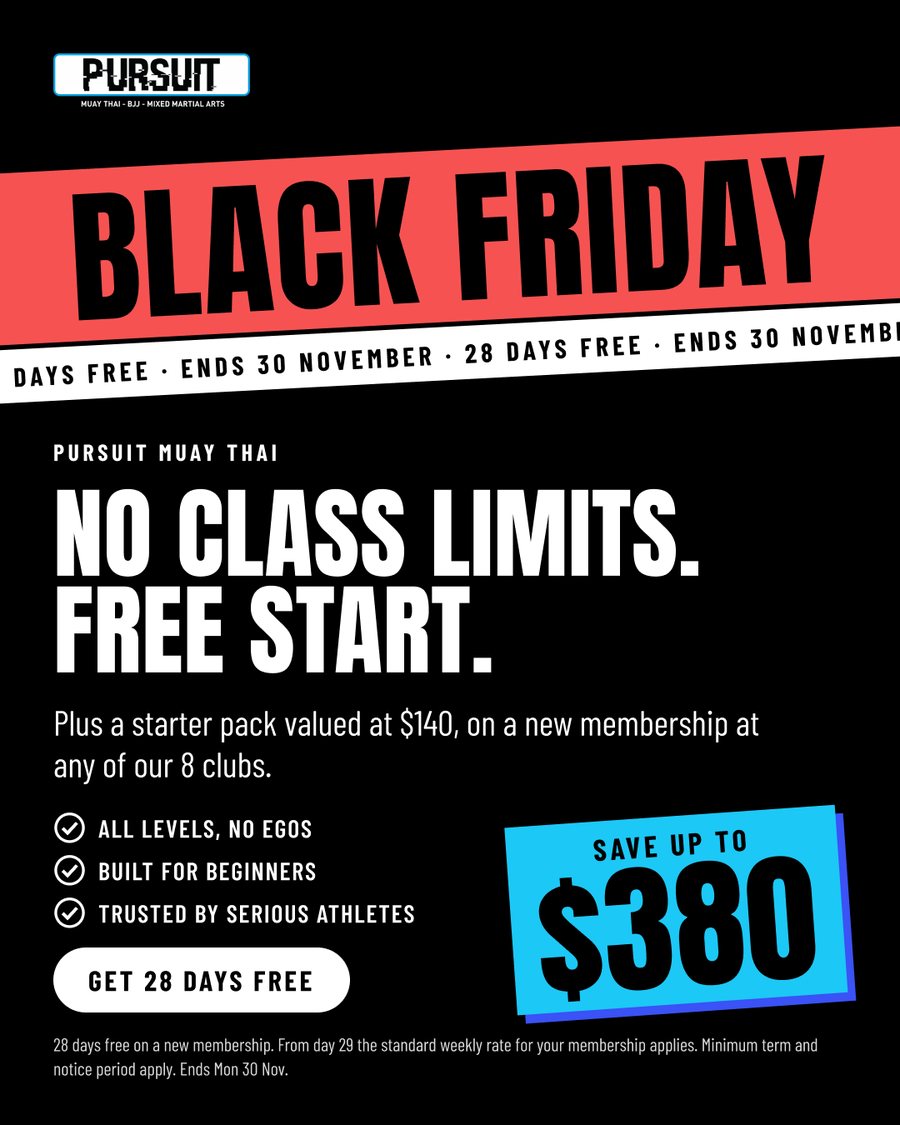 PURSUIT
MUAY THAI - BJJ - MIXED MARTIAL ARTS
BLACK FRIDAY
DAYS FREE · ENDS 30 NOVEMBER · 28 DAYS FREE · ENDS 30 NOVEMBE
PURSUIT MUAY THAI
NO CLASS LIMITS.
FREE START.
Plus a starter pack valued at $140, on a new membership at
any of our 8 clubs.
ALL LEVELS, NO EGOS
BUILT FOR BEGINNERS
TRUSTED BY SERIOUS ATHLETES
SAVE UP TO
$380
GET 28 DAYS FREE
28 days free on a new membership. From day 29 the standard weekly rate for your membership applies. Minimum term and
notice period apply. Ends Mon 30 Nov.